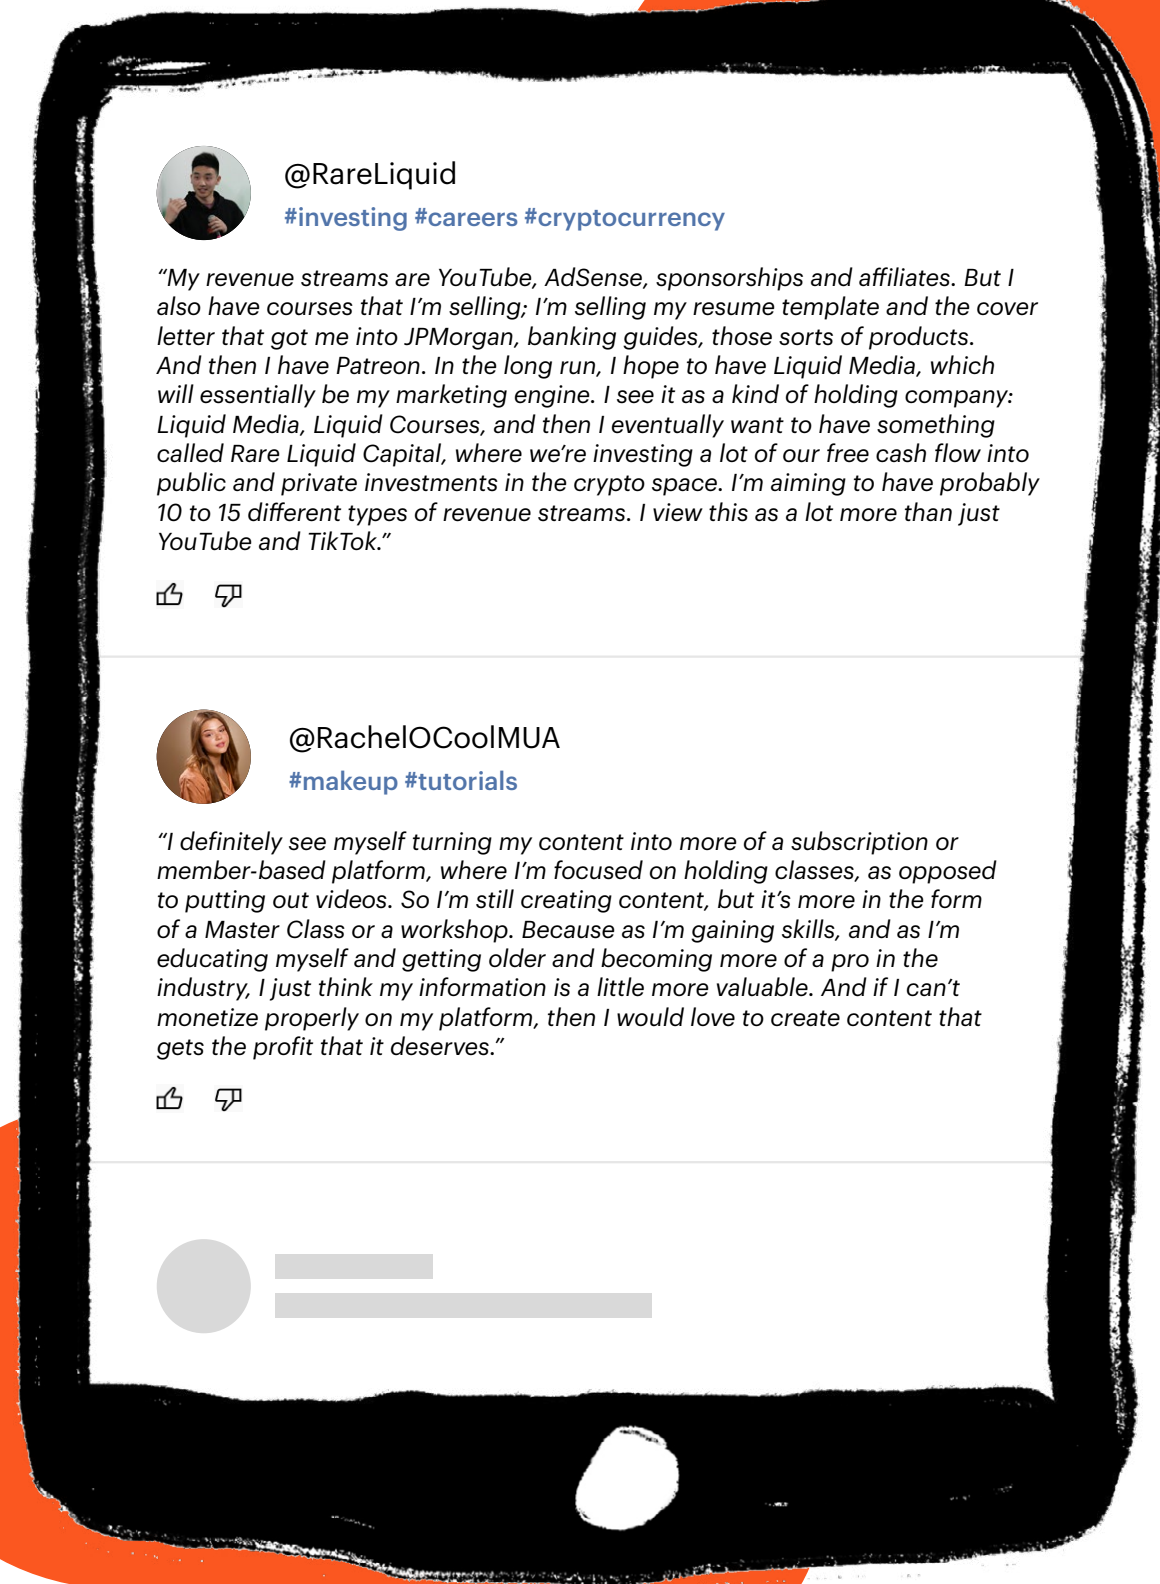 @RareLiquid
#investing #careers #cryptocurrency
“My revenue streams are YouTube, AdSense, sponsorships and affiliates. But I
also have courses that I’m selling; I’m selling my resume template and the cover
letter that got me into JPMorgan, banking guides, those sorts of products.
And then I have Patreon. In the long run, I hope to have Liquid Media, which
will essentially be my marketing engine. I see it as a kind of holding company:
Liquid Media, Liquid Courses, and then I eventually want to have something
called Rare Liquid Capital, where we’re investing a lot of our free cash flow into
public and private investments in the crypto space. I’m aiming to have probably
10 to 15 different types of revenue streams. I view this as a lot more than just
YouTube and TikTok.”
@RachelOCoolMUA
#makeup #tutorials
“I definitely see myself turning my content into more of a subscription or
member-based platform, where I’m focused on holding classes, as opposed
to putting out videos. So I’m still creating content, but it’s more in the form
of a Master Class or a workshop. Because as I’m gaining skills, and as I’m
educating myself and getting older and becoming more of a pro in the
industry, I just think my information is a little more valuable. And if I can’t
monetize properly on my platform, then I would love to create content that
gets the profit that it deserves.”